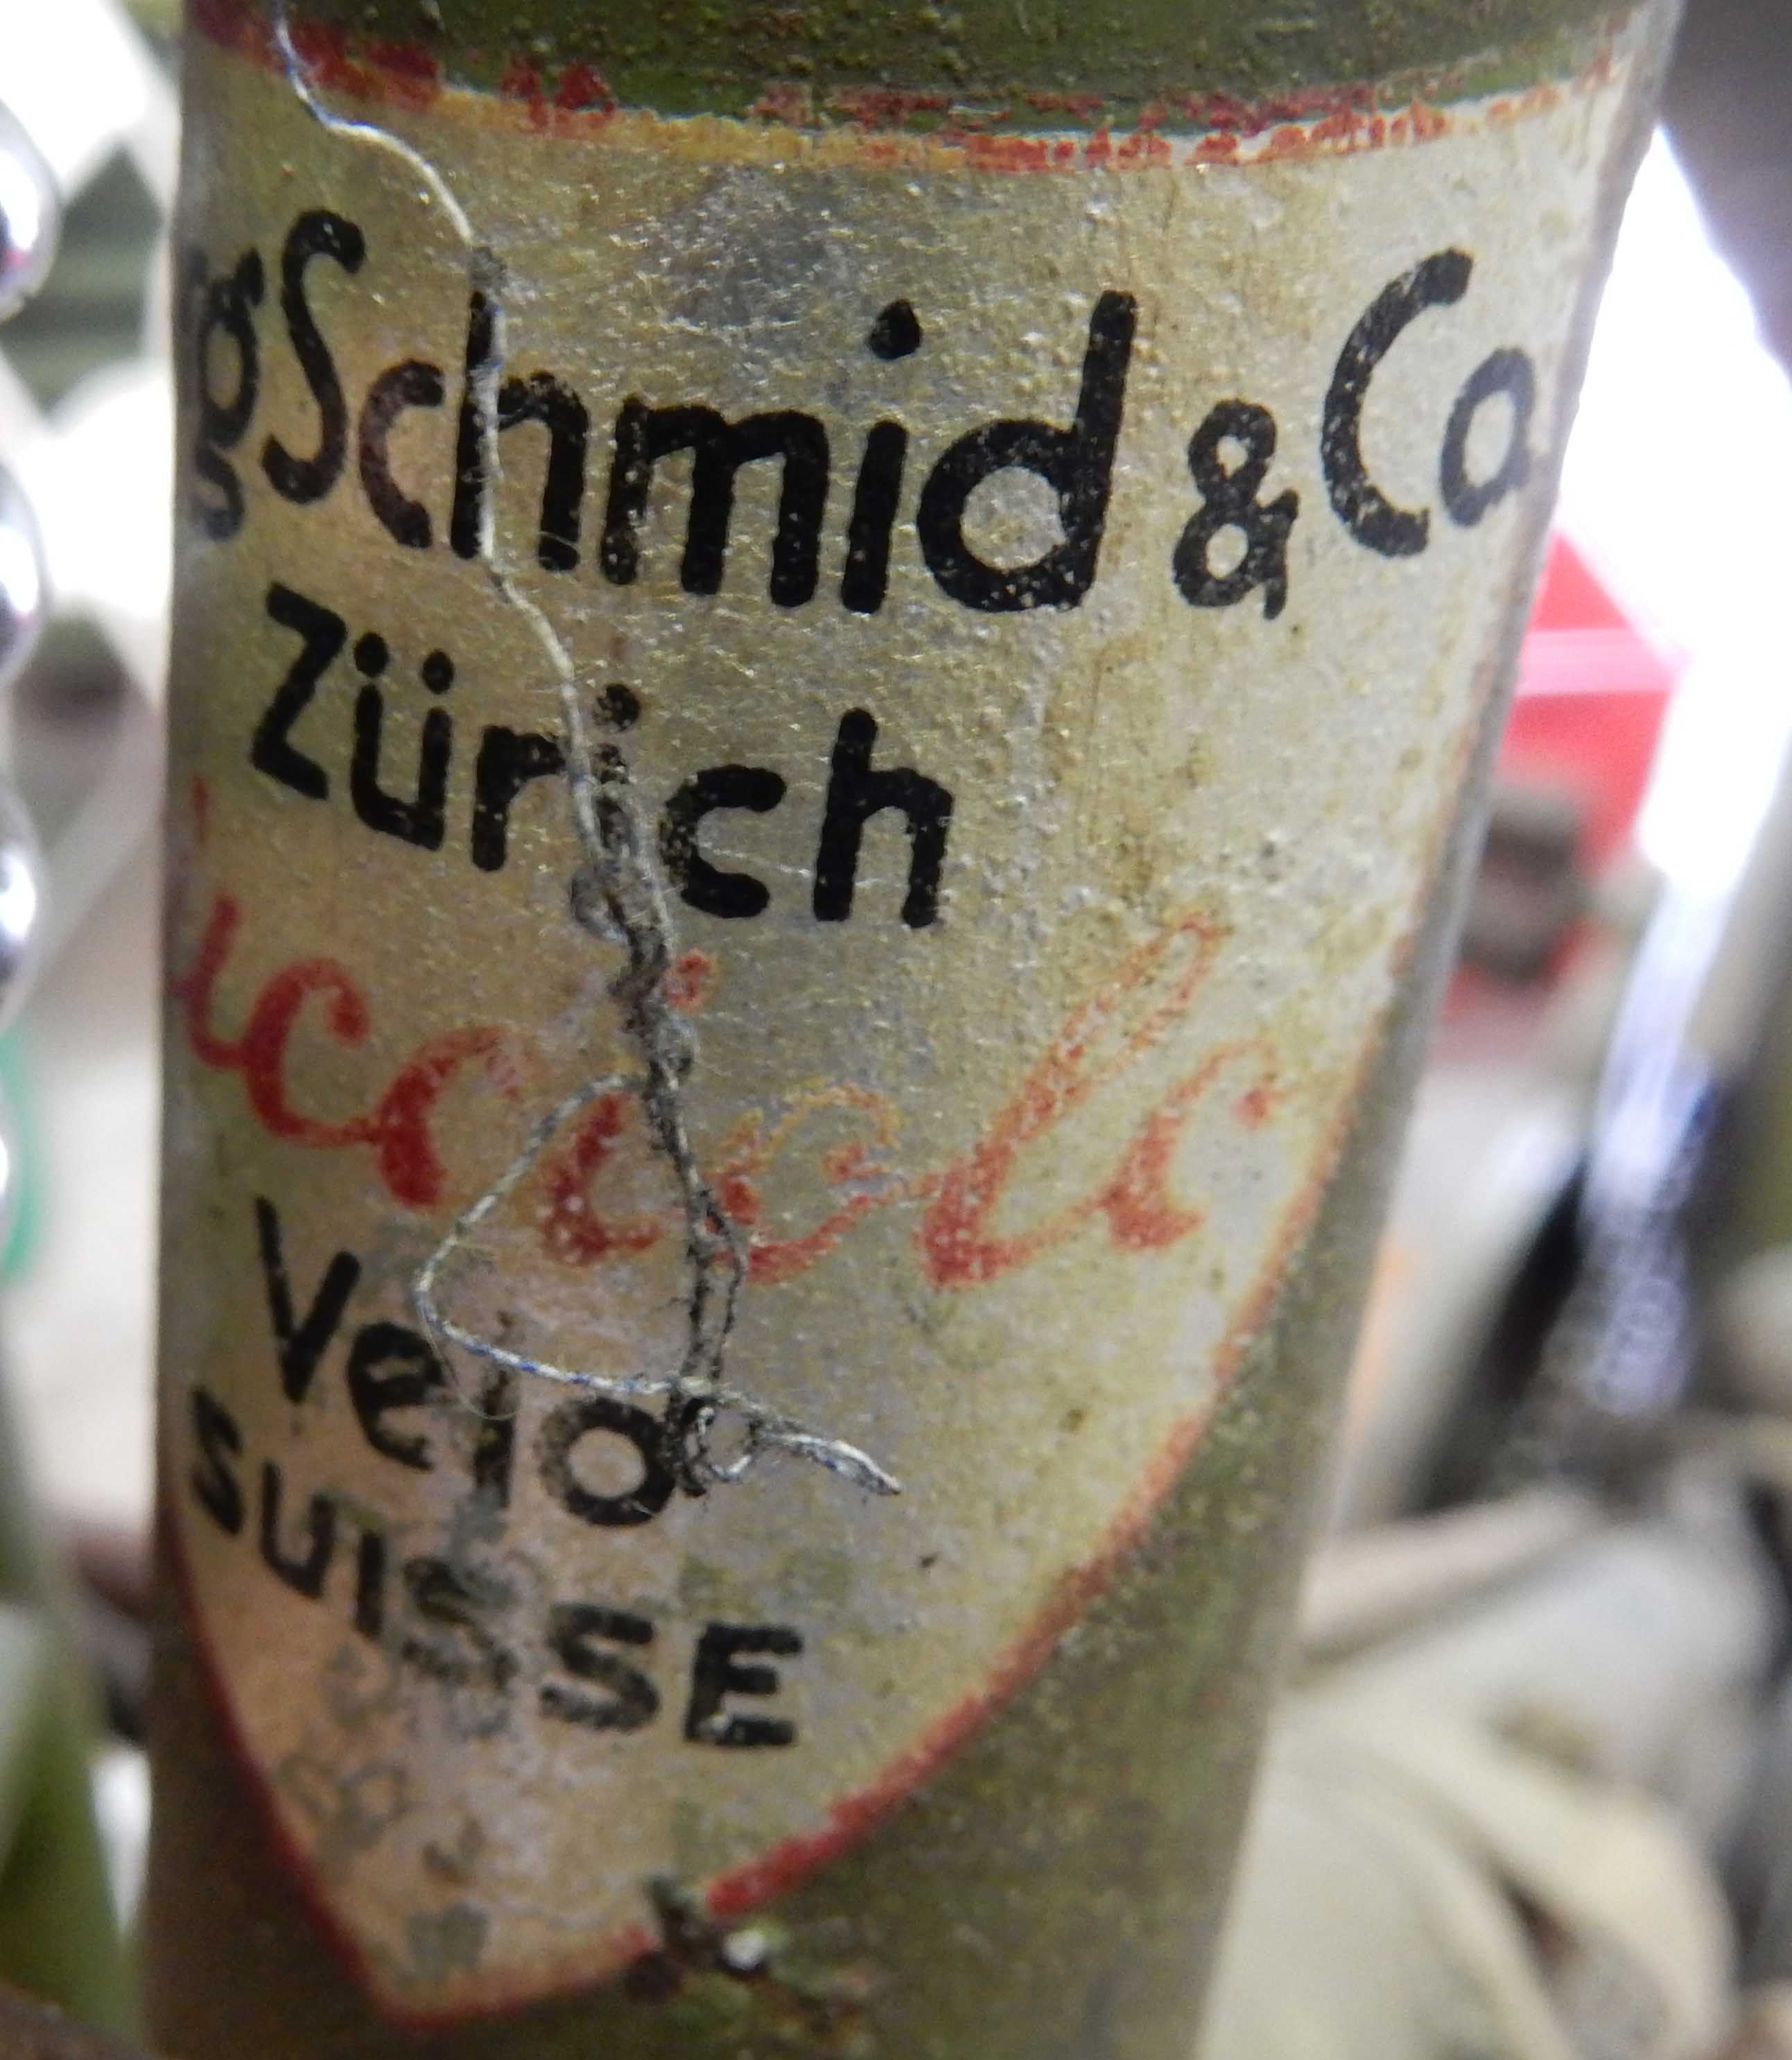 g Schmid & Co
Zürich
Velo
SUISSE